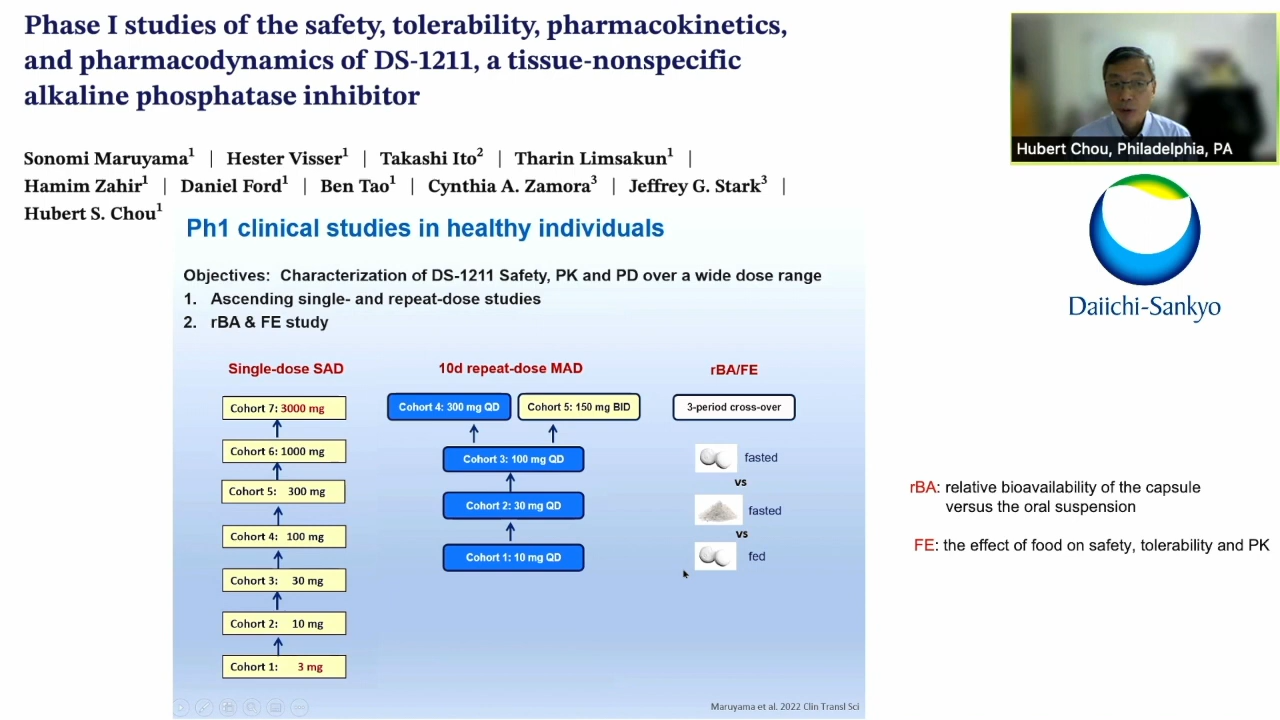 Phase I studies of the safety, tolerability, pharmacokinetics,
and pharmacodynamics of DS-1211, a tissue-nonspecific
alkaline phosphatase inhibitor
Sonomi Maruyama1 | Hester Visser1 | Takashi Ito2 | Tharin Limsakun1 |
Hamim Zahir1 | Daniel Ford1 | Ben Tao1 | Cynthia A. Zamora3 | Jeffrey G. Stark3 |
Hubert S. Chou1
Hubert Chou, Philadelphia, PA
Daiichi-Sankyo
Ph1 clinical studies in healthy individuals
Objectives: Characterization of DS-1211 Safety, PK and PD over a wide dose range
1. Ascending single- and repeat-dose studies
2. rBA & FE study
Single-dose SAD
Cohort 7: 3000 mg
Cohort 6: 1000 mg
Cohort 5: 300 mg
Cohort 4: 100 mg
Cohort 3: 30 mg
Cohort 2: 10 mg
Cohort 1: 3 mg
10d repeat-dose MAD
Cohort 4: 300 mg QD
Cohort 5: 150 mg BID
Cohort 3: 100 mg QD
Cohort 2: 30 mg QD
Cohort 1: 10 mg QD
rBA/FE
3-period cross-over
fasted
vs
fasted
vs
fed
rBA: relative bioavailability of the capsule
versus the oral suspension
FE: the effect of food on safety, tolerability and PK
Maruyama et al. 2022 Clin Transl Sci